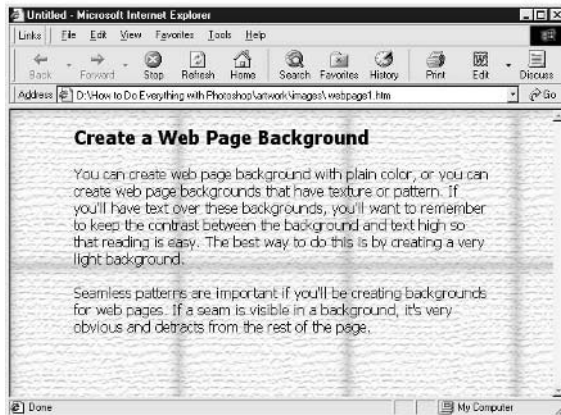 Untitled - Microsoft Internet Explorer
Links File Edit View Favorites Tools Help
Back Forward Stop Refresh Home Search Favorites History Print Edit Discuss
Address D:\How to Do Everything with Photoshop\artwork\images\webpage1.htm Go
Create a Web Page Background
You can create web page background with plain color, or you can
create web page backgrounds that have texture or pattern. If
you'll have text over these backgrounds, you'll want to remember
to keep the contrast between the background and text high so
that reading is easy. The best way to do this is by creating a very
light background.
Seamless patterns are important if you'll be creating backgrounds
for web pages. If a seam is visible in a background, it's very
obvious and detracts from the rest of the page.
Done My Computer